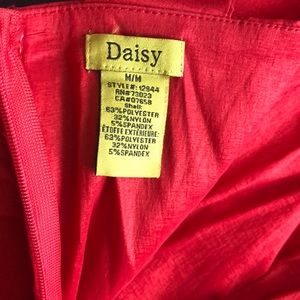 Daisy
M/M
STYLE#: 12944
RN#73023
CA#07658
Shell:
63%POLYESTER
32%NYLON
5%SPANDEX
ÉTOFFE EXTÉRIEURE:
63%POLYESTER
32%NYLON
5%SPANDEX